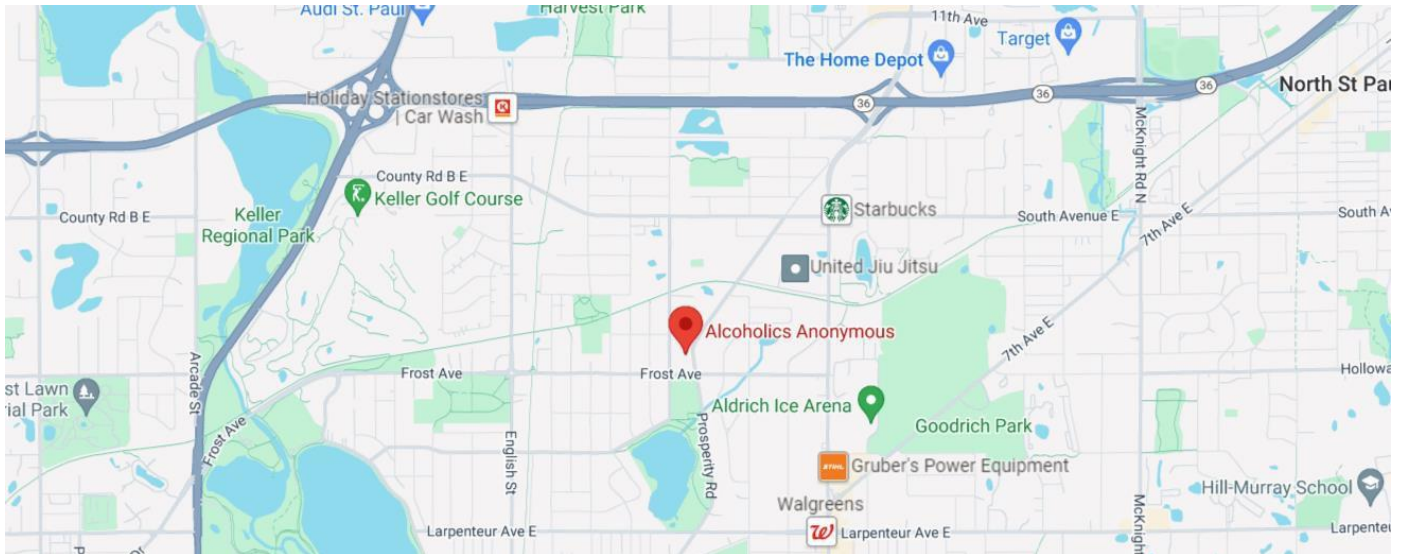 Audi St. Paul
Harvest Park
11th Ave
Target
The Home Depot
36
36
36
North St Pau
Holiday Stationstores
| Car Wash
McKnight Rd N
County Rd B E
Keller Golf Course
County Rd B E
Keller
Regional Park
Starbucks
South Avenue E
South A
7th Ave E
United Jiu Jitsu
Alcoholics Anonymous
7th Ave E
Arcade St
Frost Ave
Frost Ave
Hollowa
st Lawn
rial Park
Aldrich Ice Arena
Goodrich Park
Frost Ave
English St
Prosperity Rd
STIHL
Gruber's Power Equipment
Hill-Murray School
Walgreens
McKnigh
Larpenteur Ave E
Larpenteur Ave E
Larpente